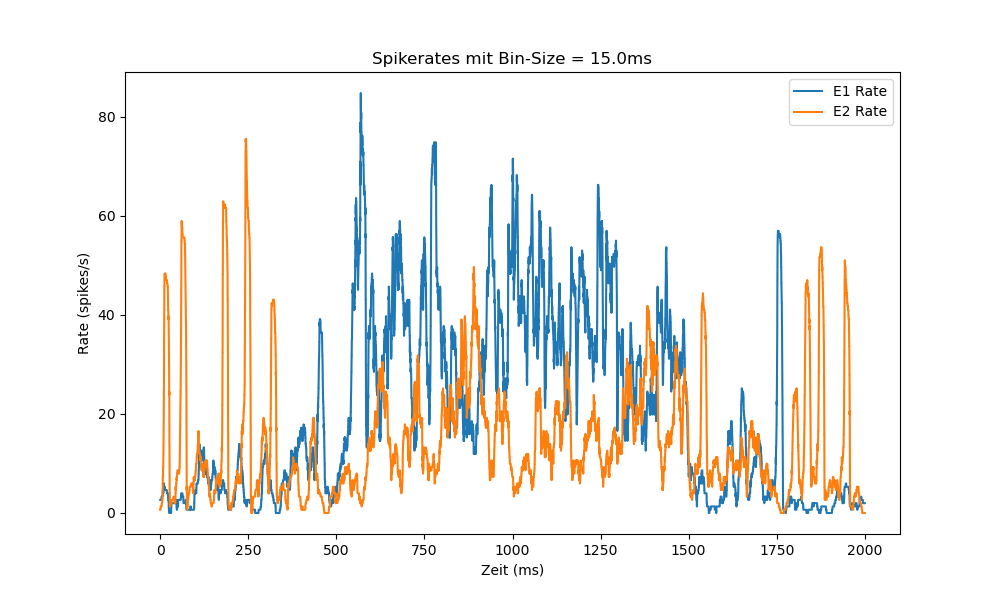 Spikerates mit Bin-Size = 15.0ms
E1 Rate
E2 Rate
80
60
40
20
0
Rate (spikes/s)
0 250 500 750 1000 1250 1500 1750 2000
Zeit (ms)